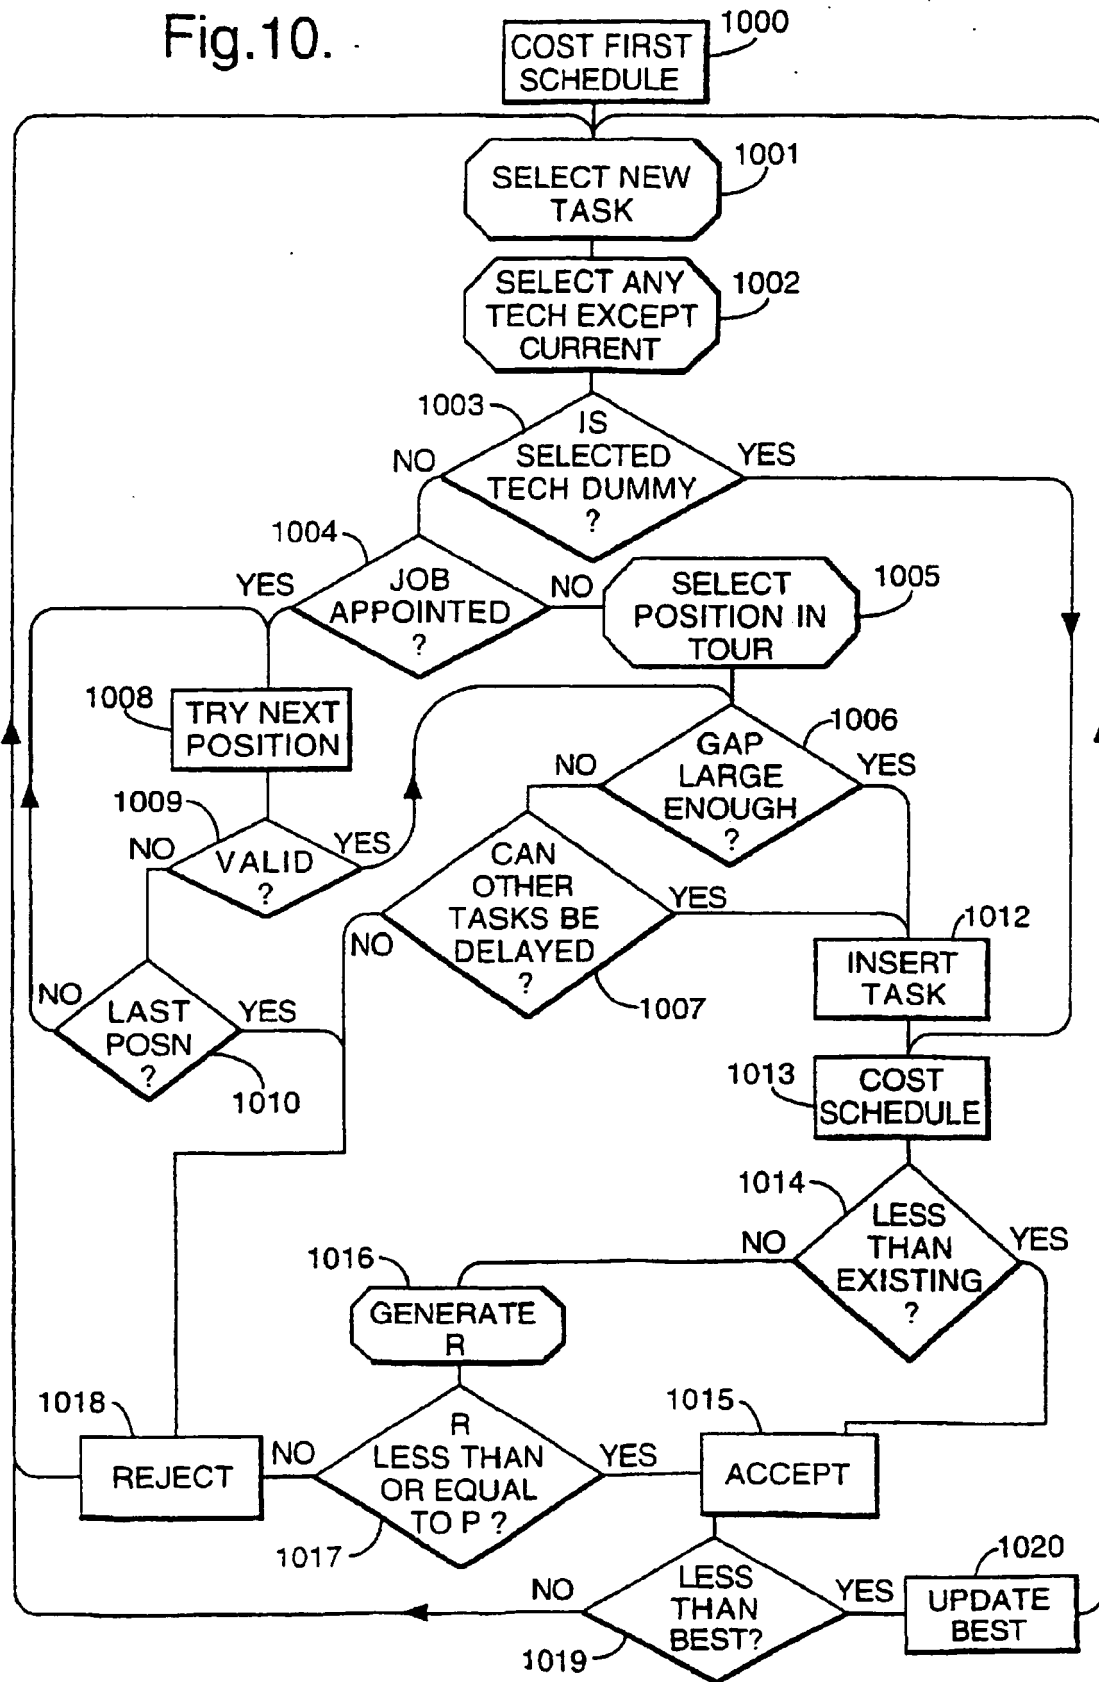 Fig.10.
1000
COST FIRST
SCHEDULE
1001
SELECT NEW
TASK
1002
SELECT ANY
TECH EXCEPT
CURRENT
1003
IS
SELECTED
TECH DUMMY
?
NO
YES
1004
JOB
APPOINTED
?
YES
NO
1005
SELECT
POSITION IN
TOUR
1008
TRY NEXT
POSITION
1006
GAP
LARGE
ENOUGH
?
NO
YES
1009
VALID
?
NO
YES
CAN
OTHER
TASKS BE
DELAYED
?
NO
YES
1007
1012
INSERT
TASK
LAST
POSN
?
NO
YES
1010
1013
COST
SCHEDULE
1014
LESS
THAN
EXISTING
?
NO
YES
1016
GENERATE
R
1018
REJECT
R
LESS THAN
OR EQUAL
TO P ?
NO
YES
1017
1015
ACCEPT
LESS
THAN
BEST?
NO
YES
1019
1020
UPDATE
BEST